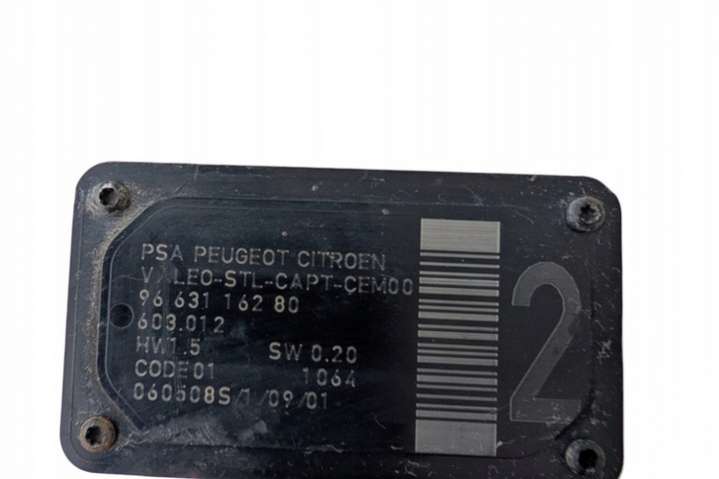 PSA PEUGEOT CITROEN
VALEO-STL-CAPT-CEM00
96 631 162 80
603.012
HW1.5 SW 0.20
CODE 01 1064
060508S/1/09/01
2